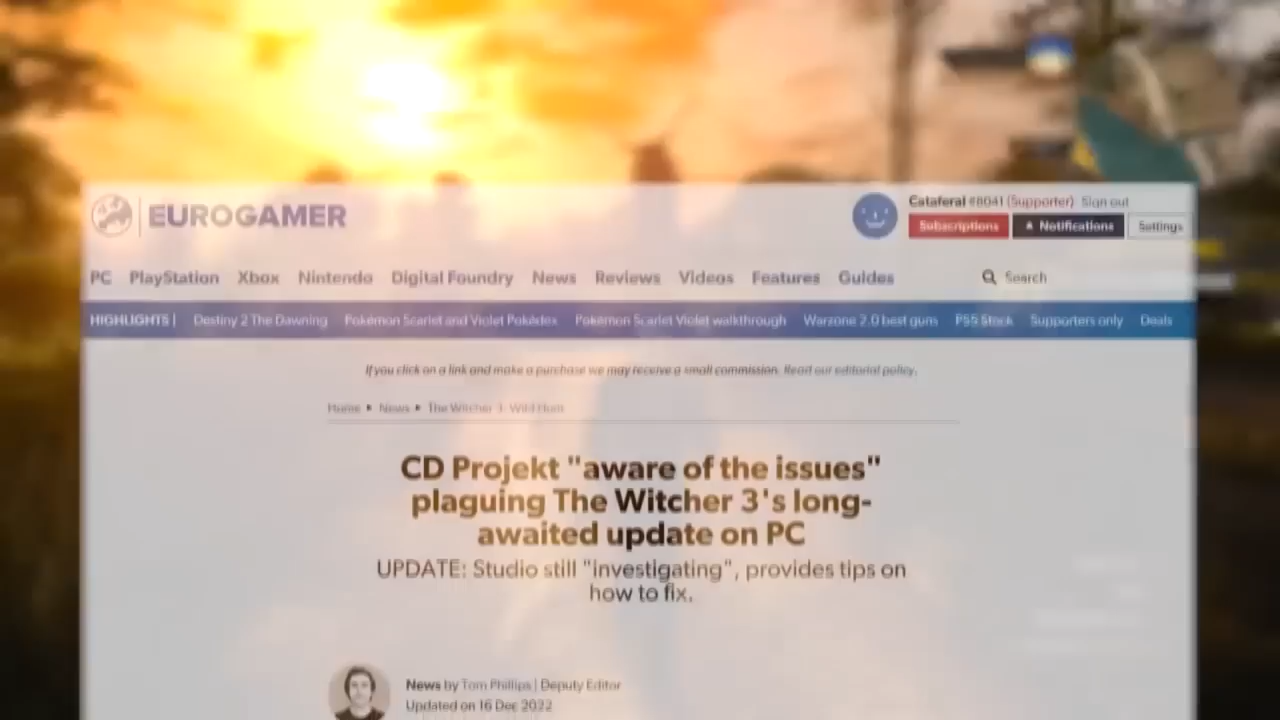 EUROGAMER
Cataferal #8041 (Supporter) Sign out
Subscriptions Notifications Settings
PC PlayStation Xbox Nintendo Digital Foundry News Reviews Videos Features Guides Search
HIGHLIGHTS | Destiny 2 The Dawning Pokémon Scarlet and Violet Pokédex Pokémon Scarlet Violet walkthrough Warzone 2.0 best guns PS5 Stock Supporters only Deals
If you click on a link and make a purchase we may receive a small commission. Read our editorial policy.
Home ▸ News ▸ The Witcher 3: Wild Hunt
CD Projekt "aware of the issues"
plaguing The Witcher 3's long-
awaited update on PC
UPDATE: Studio still "investigating", provides tips on
how to fix.
News by Tom Phillips | Deputy Editor
Updated on 16 Dec 2022